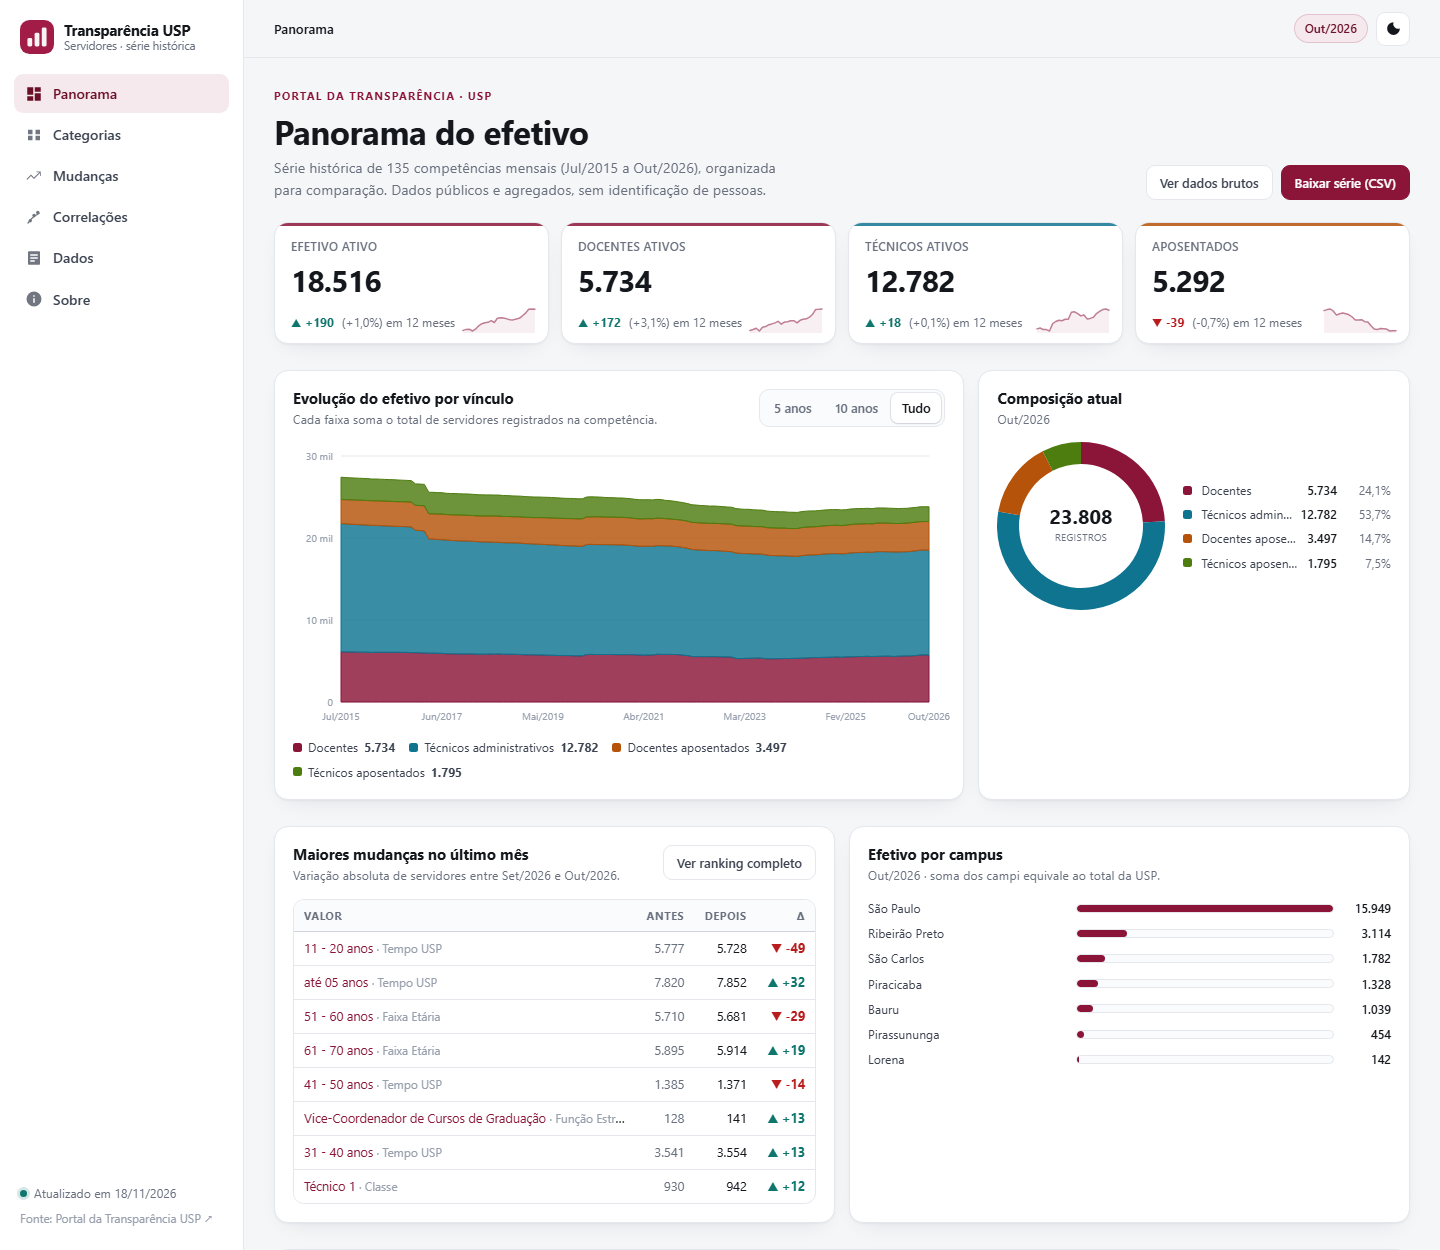 Transparência USP
Servidores · série histórica
Panorama
Categorias
Mudanças
Correlações
Dados
Sobre
Atualizado em 18/11/2026
Fonte: Portal da Transparência USP ↗
Panorama
Out/2026
PORTAL DA TRANSPARÊNCIA · USP
Panorama do efetivo
Série histórica de 135 competências mensais (Jul/2015 a Out/2026), organizada
para comparação. Dados públicos e agregados, sem identificação de pessoas.
Ver dados brutos
Baixar série (CSV)
EFETIVO ATIVO
18.516
▲ +190 (+1,0%) em 12 meses
DOCENTES ATIVOS
5.734
▲ +172 (+3,1%) em 12 meses
TÉCNICOS ATIVOS
12.782
▲ +18 (+0,1%) em 12 meses
APOSENTADOS
5.292
▼ -39 (-0,7%) em 12 meses
Evolução do efetivo por vínculo
Cada faixa soma o total de servidores registrados na competência.
5 anos 10 anos Tudo
30 mil
20 mil
10 mil
0
Jul/2015 Jun/2017 Mai/2019 Abr/2021 Mar/2023 Fev/2025 Out/2026
Docentes 5.734 Técnicos administrativos 12.782 Docentes aposentados 3.497
Técnicos aposentados 1.795
Composição atual
Out/2026
23.808
REGISTROS
Docentes 5.734 24,1%
Técnicos admin... 12.782 53,7%
Docentes apose... 3.497 14,7%
Técnicos aposen... 1.795 7,5%
Maiores mudanças no último mês
Variação absoluta de servidores entre Set/2026 e Out/2026.
Ver ranking completo
VALOR ANTES DEPOIS Δ
11 - 20 anos · Tempo USP 5.777 5.728 ▼ -49
até 05 anos · Tempo USP 7.820 7.852 ▲ +32
51 - 60 anos · Faixa Etária 5.710 5.681 ▼ -29
61 - 70 anos · Faixa Etária 5.895 5.914 ▲ +19
41 - 50 anos · Tempo USP 1.385 1.371 ▼ -14
Vice-Coordenador de Cursos de Graduação · Função Estr... 128 141 ▲ +13
31 - 40 anos · Tempo USP 3.541 3.554 ▲ +13
Técnico 1 · Classe 930 942 ▲ +12
Efetivo por campus
Out/2026 · soma dos campi equivale ao total da USP.
São Paulo 15.949
Ribeirão Preto 3.114
São Carlos 1.782
Piracicaba 1.328
Bauru 1.039
Pirassununga 454
Lorena 142